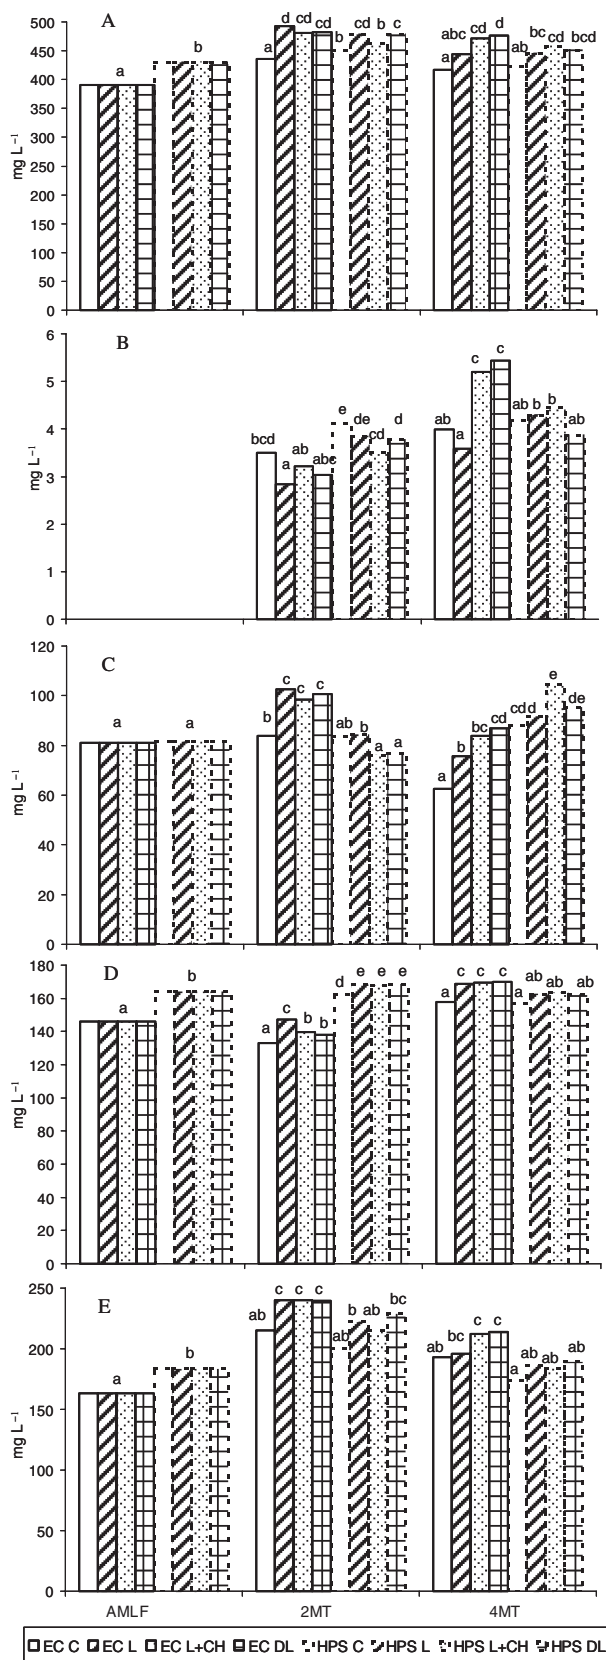 A
mg L⁻¹
500
450
400
350
300
250
200
150
100
50
0
a b
a d cd cd b cd b c
a abc cd d ab bc cd bcd
B
mg L⁻¹
6
5
4
3
2
1
0
bcd a ab abc e de cd d
ab a c c ab b b ab
C
mg L⁻¹
120
100
80
60
40
20
0
a a
b c c c ab b a a
a b bc cd cd d e de
D
mg L⁻¹
180
160
140
120
100
80
60
40
20
0
a b
a c b b d e e e
a c c c a ab ab ab
E
mg L⁻¹
250
200
150
100
50
0
a b
ab c c c ab b ab bc
ab bc c c a ab ab ab
AMLF 2MT 4MT
EC C EC L EC L+CH EC DL HPS C HPS L HPS L+CH HPS DL